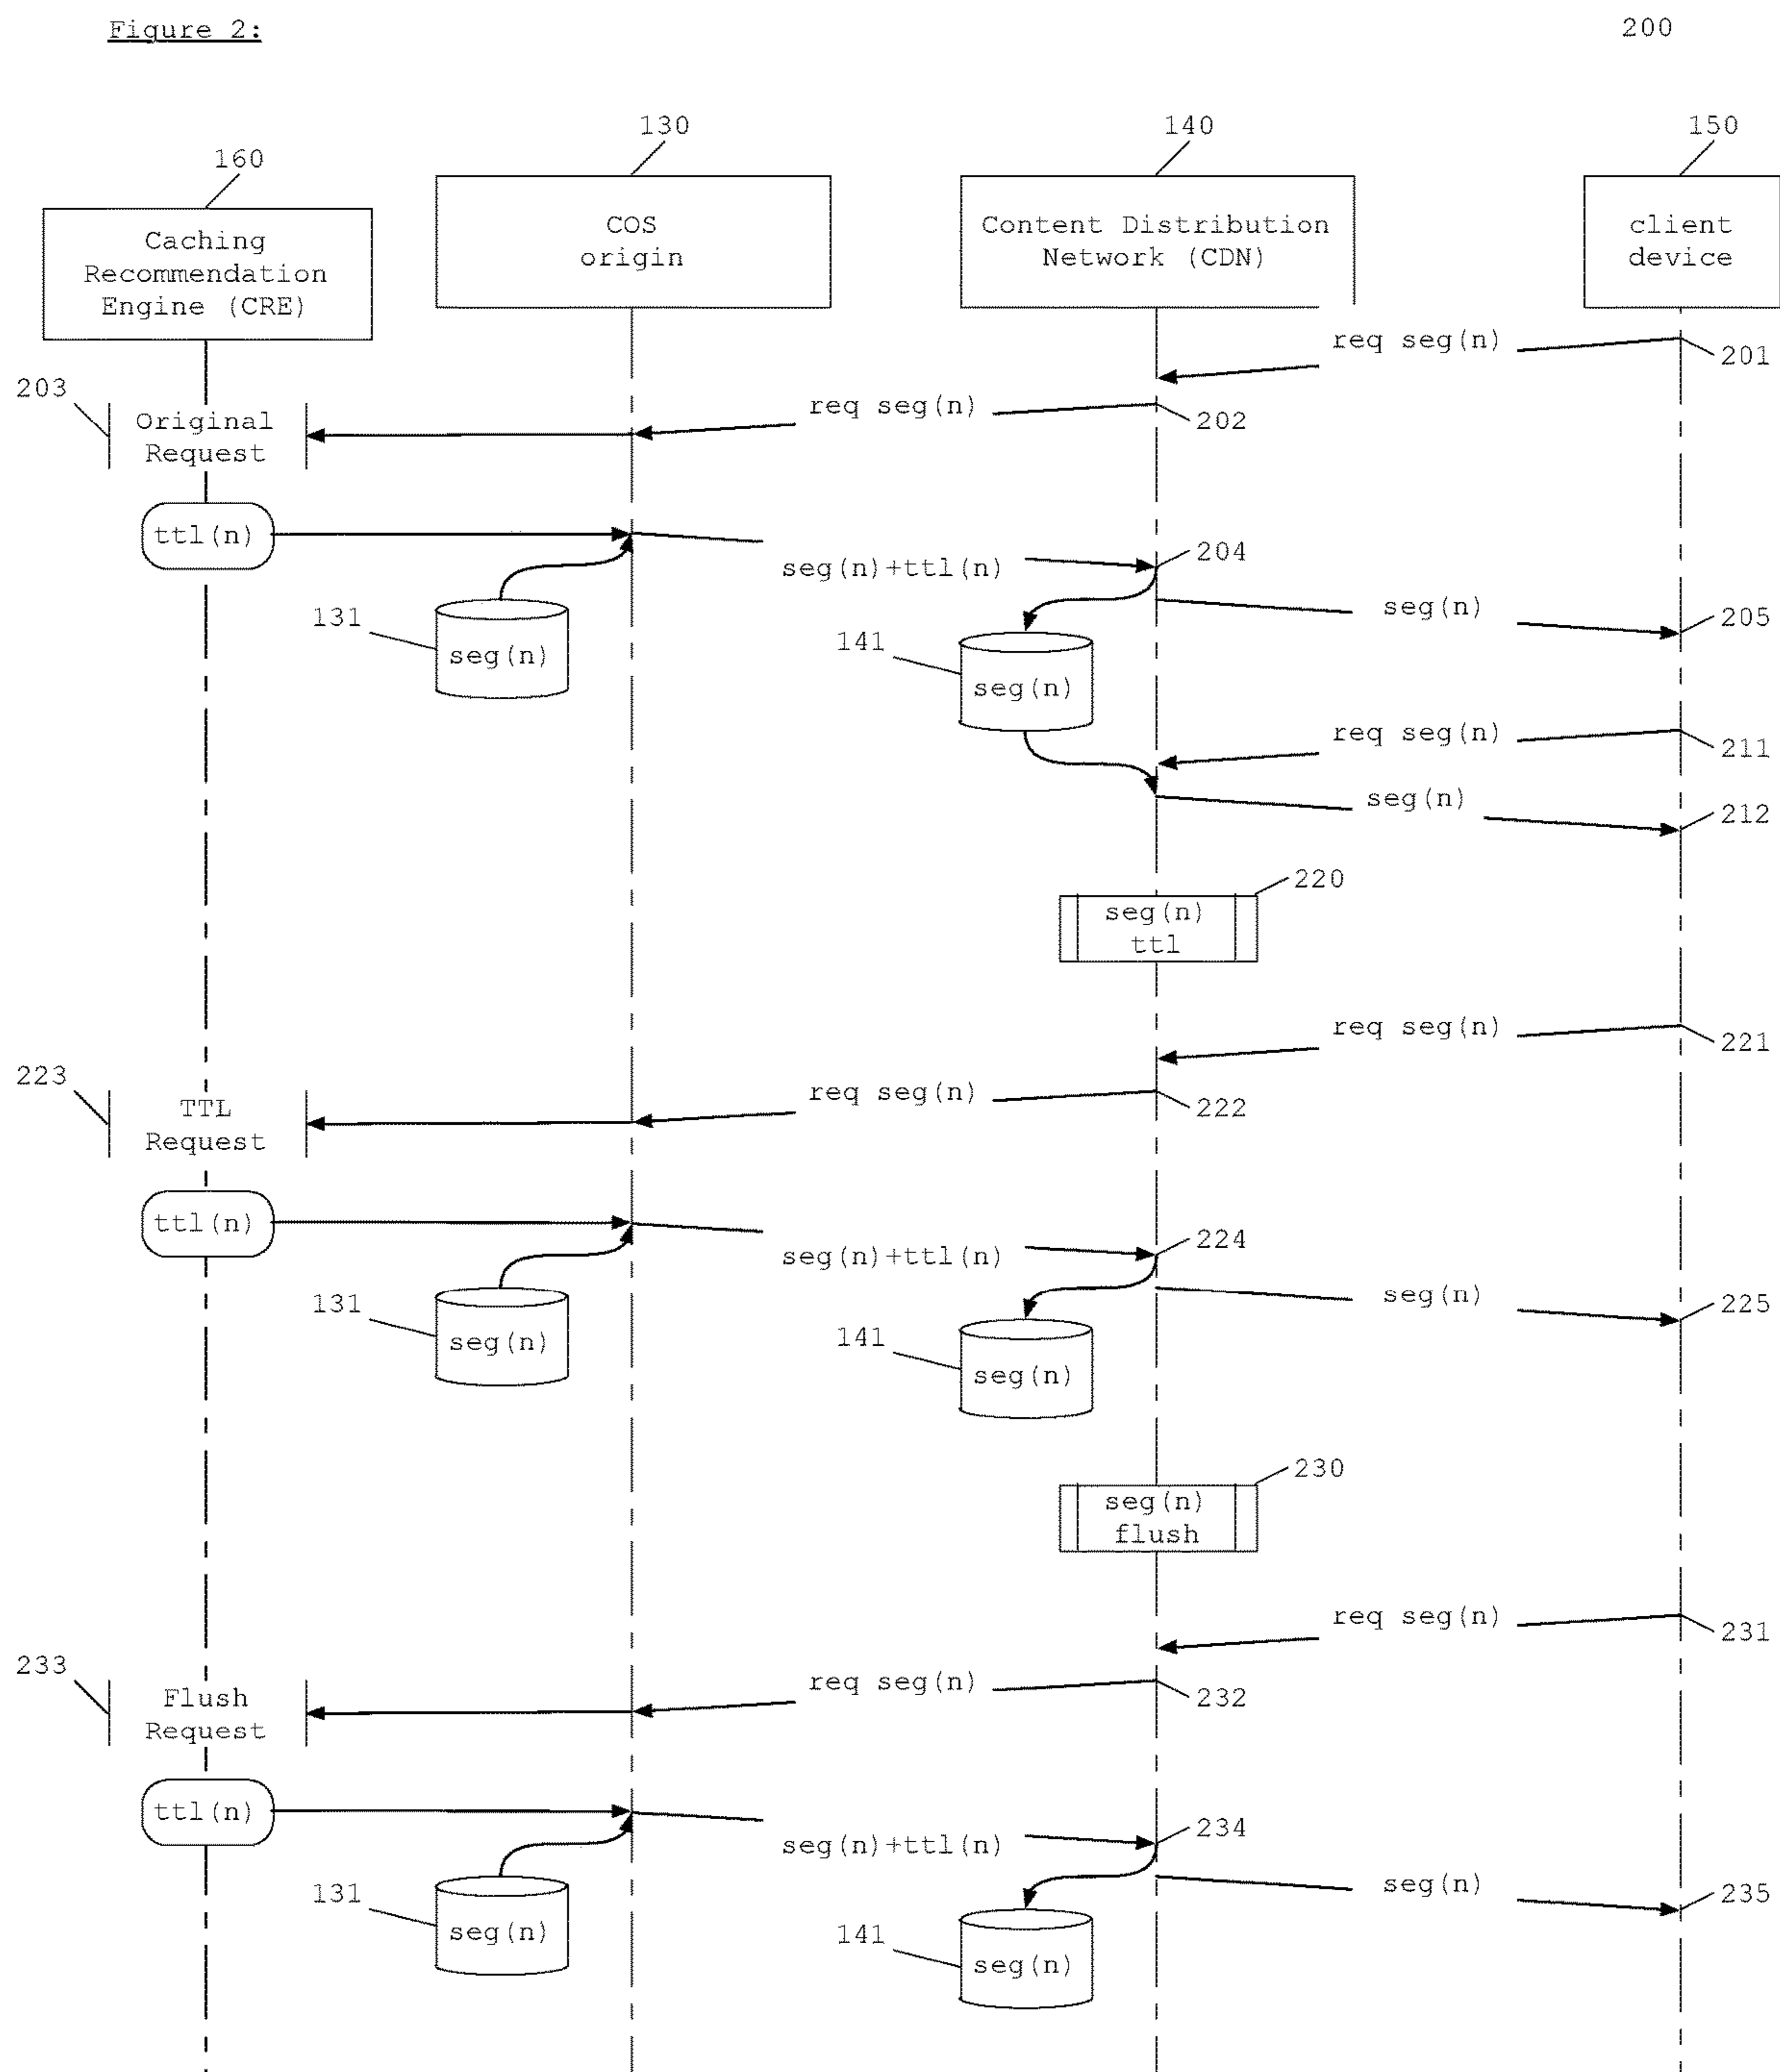 Figure 2:
200
130
140
150
160
COS
origin
Content Distribution
Network (CDN)
client
device
Caching
Recommendation
Engine (CRE)
req seg(n)
201
203
Original
Request
req seg(n)
202
ttl(n)
seg(n)+ttl(n)
204
131
seg(n)
141
seg(n)
seg(n)
205
req seg(n)
211
seg(n)
212
220
seg(n)
ttl
req seg(n)
221
223
TTL
Request
req seg(n)
222
ttl(n)
seg(n)+ttl(n)
224
131
seg(n)
141
seg(n)
seg(n)
225
230
seg(n)
flush
req seg(n)
231
233
Flush
Request
req seg(n)
232
ttl(n)
seg(n)+ttl(n)
234
131
seg(n)
141
seg(n)
seg(n)
235